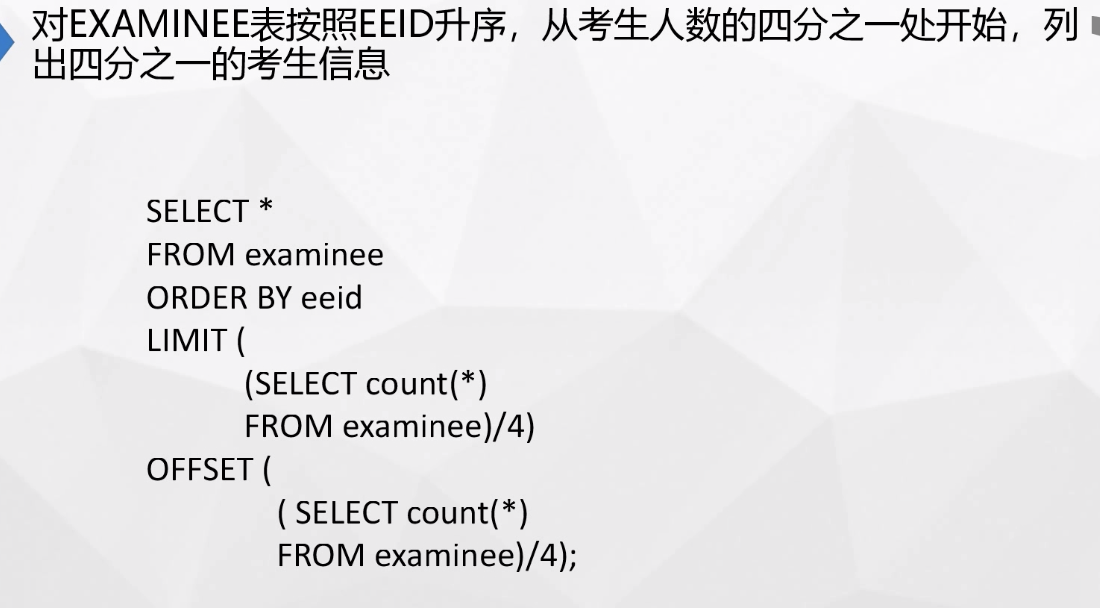 对EXAMINEE表按照EEID升序，从考生人数的四分之一处开始，列
出四分之一的考生信息
SELECT *
FROM examinee
ORDER BY eeid
LIMIT (
(SELECT count(*)
FROM examinee)/4)
OFFSET (
( SELECT count(*)
FROM examinee)/4);